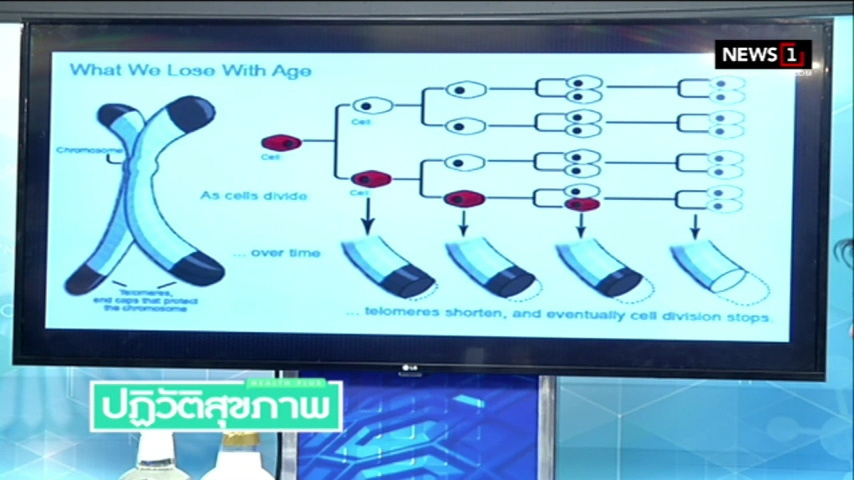 NEWS 1
What We Lose With Age
Chromosome
Cell
Cell
Cell
As cells divide
... over time
Telomeres,
end caps that protect
the chromosome
... telomeres shorten, and eventually cell division stops.
LG
HEALTH PLUS
ปฏิวัติสุขภาพ